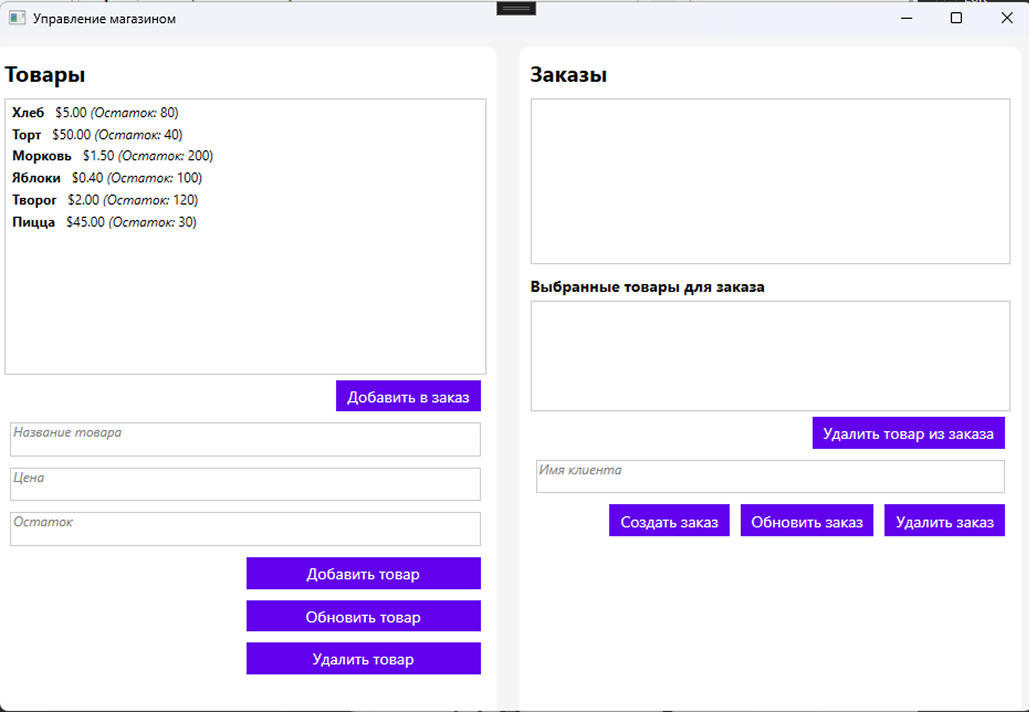 Управление магазином
Товары
Хлеб $5.00 (Остаток: 80)
Торт $50.00 (Остаток: 40)
Морковь $1.50 (Остаток: 200)
Яблоки $0.40 (Остаток: 100)
Творог $2.00 (Остаток: 120)
Пицца $45.00 (Остаток: 30)
Добавить в заказ
Название товара
Цена
Остаток
Добавить товар
Обновить товар
Удалить товар
Заказы
Выбранные товары для заказа
Удалить товар из заказа
Имя клиента
Создать заказ Обновить заказ Удалить заказ